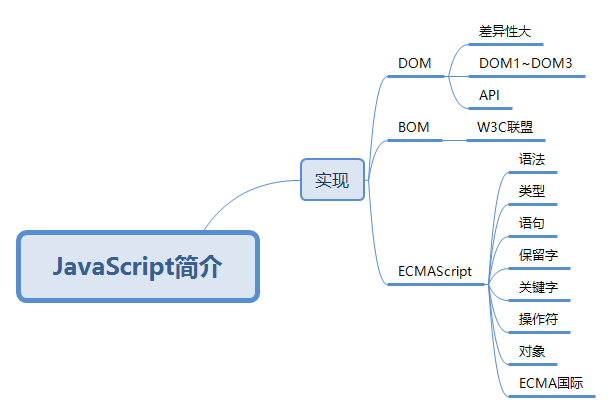 JavaScript简介
实现
DOM
差异性大
DOM1~DOM3
API
BOM
W3C联盟
ECMAScript
语法
类型
语句
保留字
关键字
操作符
对象
ECMA国际